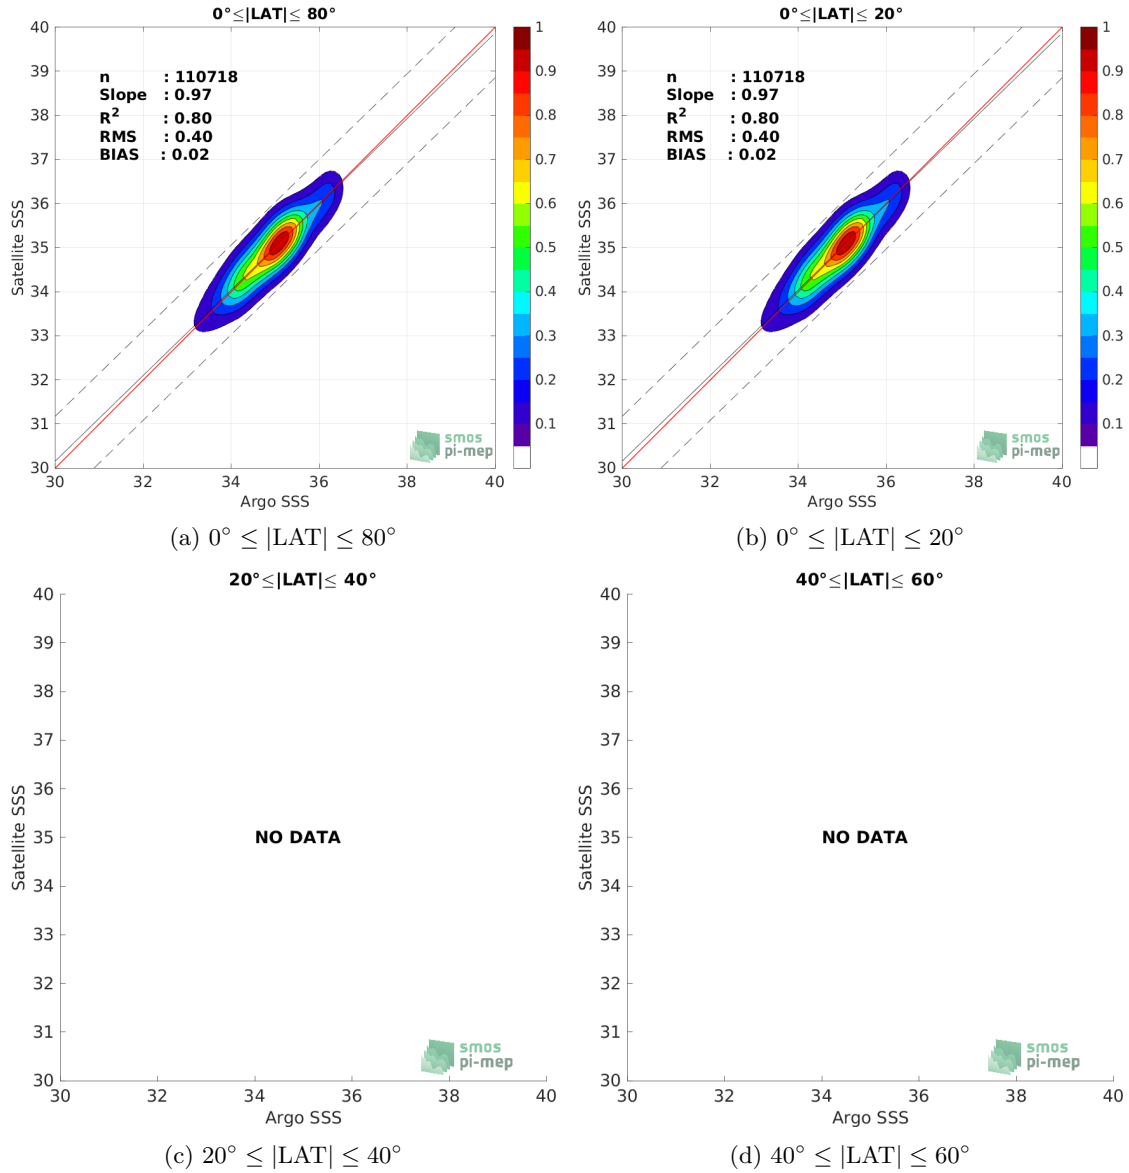 0°≤|LAT|≤ 80°
40
39
38
37
36
35
34
33
32
31
30
Satellite SSS
n : 110718
Slope : 0.97
R² : 0.80
RMS : 0.40
BIAS : 0.02
smos
pi-mep
30 32 34 36 38 40
Argo SSS
1
0.9
0.8
0.7
0.6
0.5
0.4
0.3
0.2
0.1
(a) 0° ≤ |LAT| ≤ 80°
0°≤|LAT|≤ 20°
40
39
38
37
36
35
34
33
32
31
30
Satellite SSS
n : 110718
Slope : 0.97
R² : 0.80
RMS : 0.40
BIAS : 0.02
smos
pi-mep
30 32 34 36 38 40
Argo SSS
1
0.9
0.8
0.7
0.6
0.5
0.4
0.3
0.2
0.1
(b) 0° ≤ |LAT| ≤ 20°
20°≤|LAT|≤ 40°
40
39
38
37
36
35
34
33
32
31
30
Satellite SSS
NO DATA
smos
pi-mep
30 32 34 36 38 40
Argo SSS
(c) 20° ≤ |LAT| ≤ 40°
40°≤|LAT|≤ 60°
40
39
38
37
36
35
34
33
32
31
30
Satellite SSS
NO DATA
smos
pi-mep
30 32 34 36 38 40
Argo SSS
(d) 40° ≤ |LAT| ≤ 60°